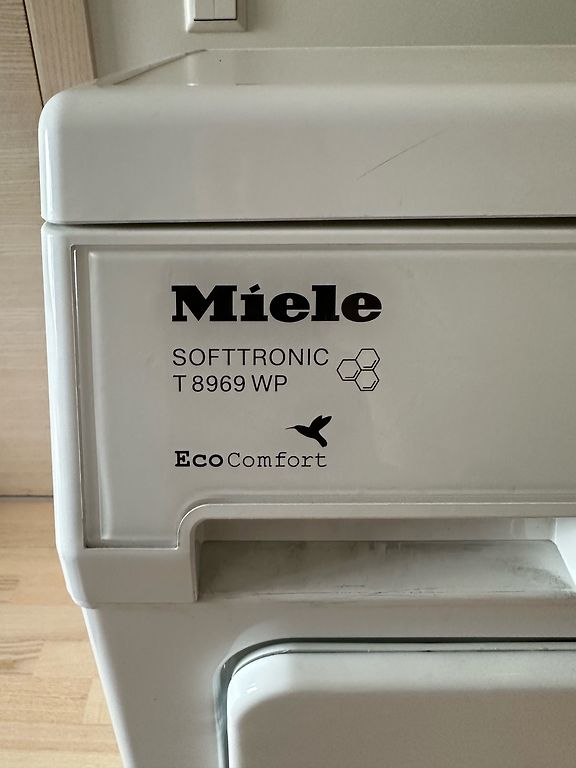 Miele
SOFTTRONIC
T 8969 WP
EcoComfort